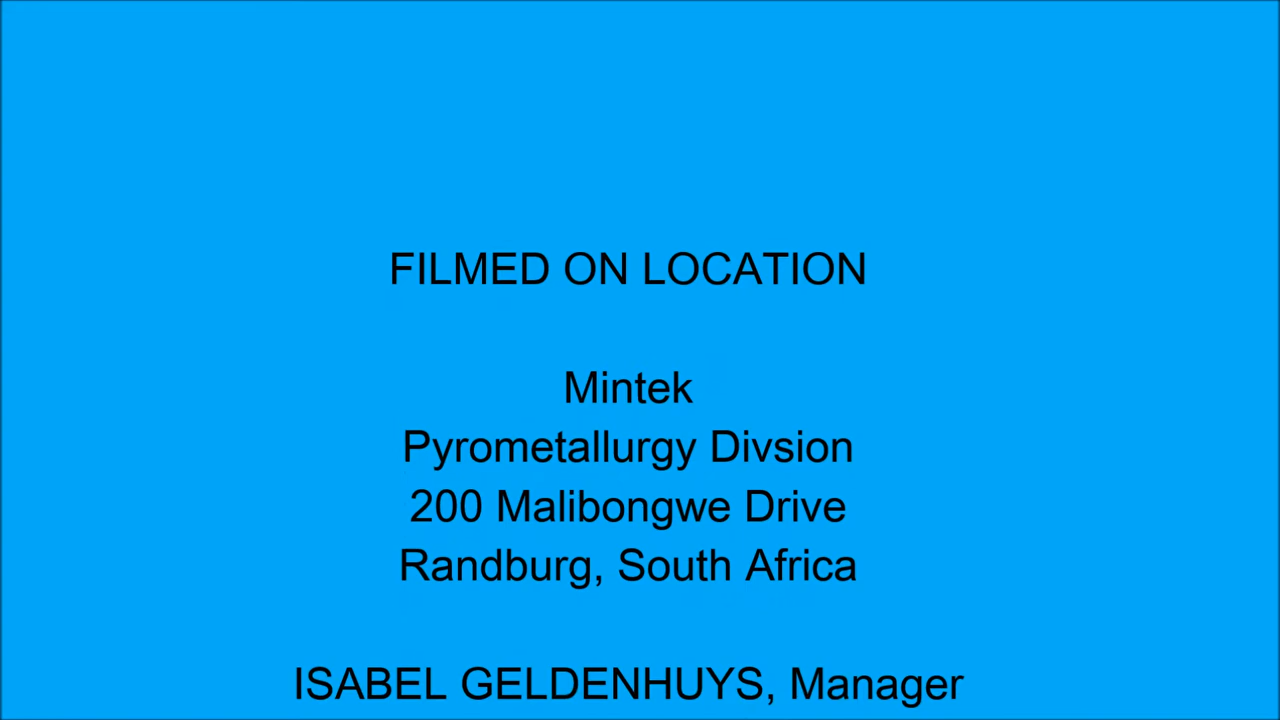 FILMED ON LOCATION
Mintek
Pyrometallurgy Divsion
200 Malibongwe Drive
Randburg, South Africa
ISABEL GELDENHUYS, Manager